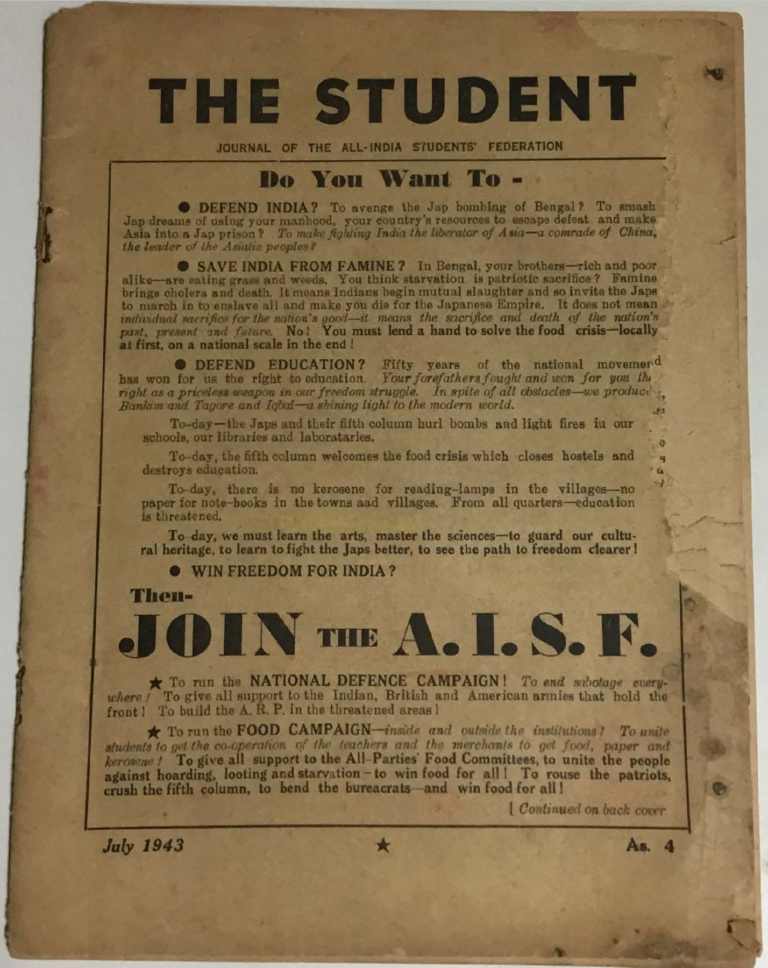 THE STUDENT
JOURNAL OF THE ALL-INDIA STUDENTS' FEDERATION
Do You Want To -
● DEFEND INDIA? To avenge the Jap bombing of Bengal? To smash
Jap dreams of using your manhood, your country's resources to escape defeat and make
Asia into a Jap prison? To make fighting India the liberator of Asia—a comrade of China,
the leader of the Asiatic peoples?
● SAVE INDIA FROM FAMINE? In Bengal, your brothers—rich and poor
alike—are eating grass and weeds. You think starvation is patriotic sacrifice? Famine
brings cholera and death. It means Indians begin mutual slaughter and so invite the Japs
to march in to enslave all and make you die for the Japanese Empire. It does not mean
individual sacrifice for the nation's good—it means the sacrifice and death of the nation's
past, present and future. No! You must lend a hand to solve the food crisis—locally
at first, on a national scale in the end!
● DEFEND EDUCATION? Fifty years of the national
has won for us the right to education. Your forefathers fought and won for you
right as a priceless weapon in our freedom struggle. In spite of all obstacles—we
Bankim and Tagore and Iqbal—a shining light to the modern world.
To-day—the Japs and their fifth column hurl bombs and light fires in our
schools, our libraries and labortaries.
To-day, the fifth column welcomes the food crisis which closes hostels and
destroys education.
To-day, there is no kerosene for reading-lamps in the villages—no
paper for note-books in the towns aad villages. From all quarters—education
is threatened.
To-day, we must learn the arts, master the sciences—to guard our cultu-
ral heritage, to learn to fight the Japs better, to see the path to freedom clearer!
● WIN FREEDOM FOR INDIA?
Then-
JOIN THE A.I.S.F.
★ To run the NATIONAL DEFENCE CAMPAIGN! To end sabotage every-
where! To give all support to the Indian, British and American armies that hold the
front! To build the A. R. P. in the threatened areas!
★ To run the FOOD CAMPAIGN—inside and outside the institutions! To unite
students to get the co-operation of the teachers and the merchants to get food, paper and
kerosene! To give all support to the All-Parties' Food Committees, to unite the people
against hoarding, looting and starvation - to win food for all! To rouse the patriots,
crush the fifth column, to bend the bureacrats—and win food for all!
[ Continued on back cover
July 1943 ★ As. 4